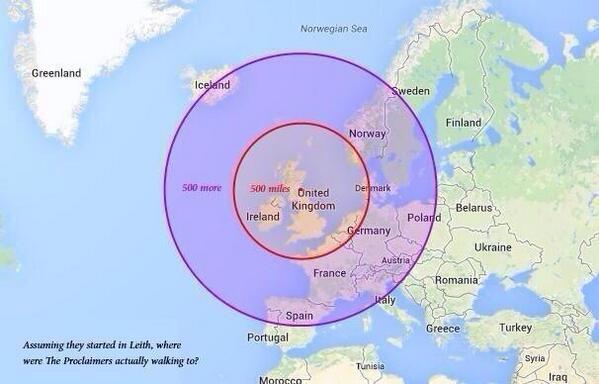 Norwegian Sea
Greenland
Iceland
Sweden
Finland
Norway
500 more
500 miles
United
Kingdom
Denmark
Ireland
Poland
Belarus
Germany
Ukraine
Austria
France
Romania
Italy
Spain
Portugal
Greece
Turkey
Assuming they started in Leith, where
were The Proclaimers actually walking to?
Syria
Tunisia
Morocco
Iraq